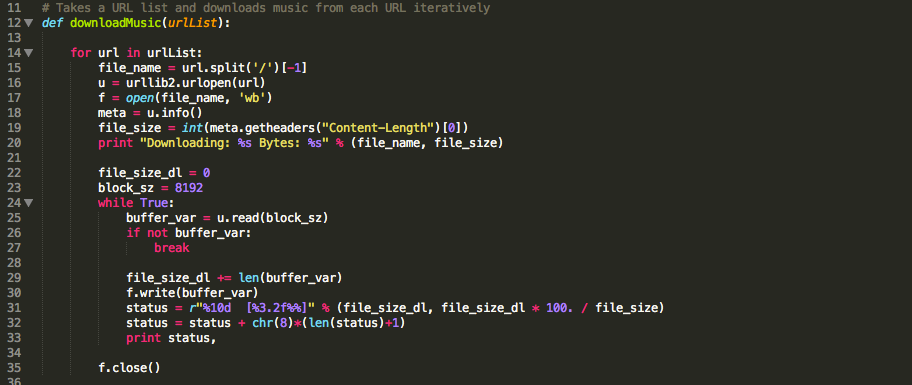 11 # Takes a URL list and downloads music from each URL iteratively
12 def downloadMusic(urlList):
13
14     for url in urlList:
15         file_name = url.split('/')[-1]
16         u = urllib2.urlopen(url)
17         f = open(file_name, 'wb')
18         meta = u.info()
19         file_size = int(meta.getheaders("Content-Length")[0])
20         print "Downloading: %s Bytes: %s" % (file_name, file_size)
21
22         file_size_dl = 0
23         block_sz = 8192
24         while True:
25             buffer_var = u.read(block_sz)
26             if not buffer_var:
27                 break
28
29             file_size_dl += len(buffer_var)
30             f.write(buffer_var)
31             status = r"%10d  [%3.2f%%]" % (file_size_dl, file_size_dl * 100. / file_size)
32             status = status + chr(8)*(len(status)+1)
33             print status,
34
35         f.close()
36